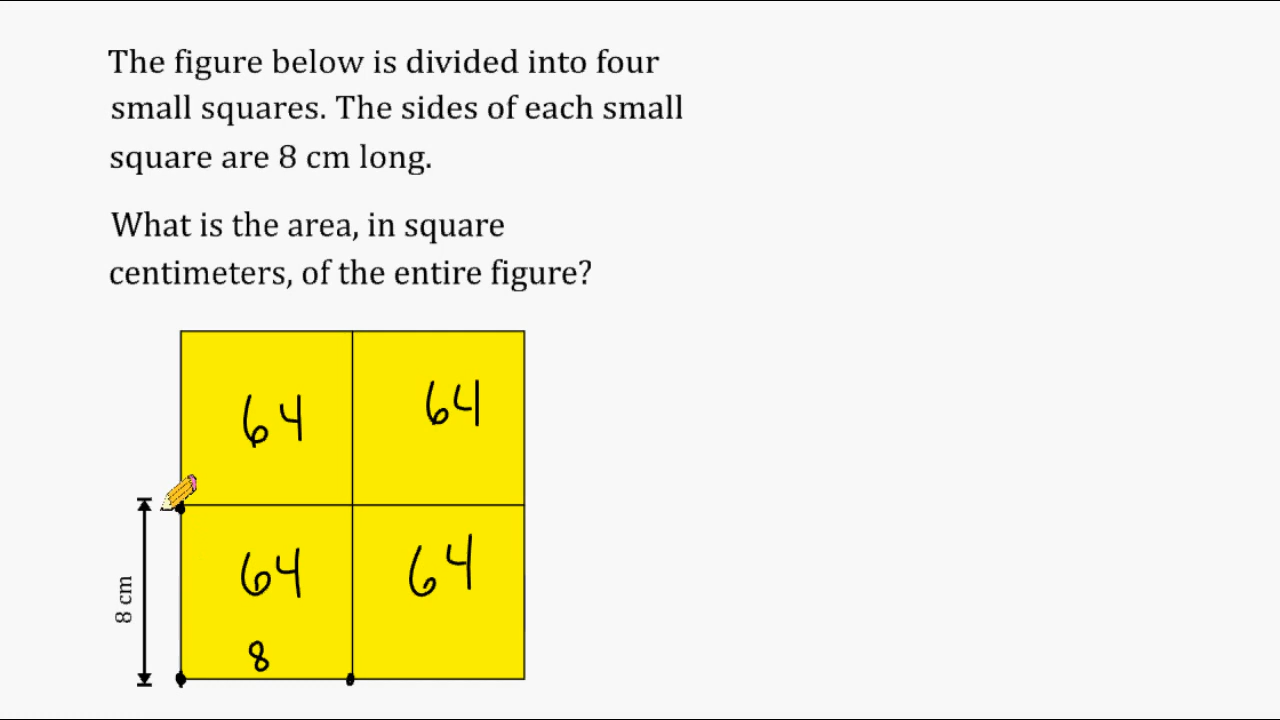 The figure below is divided into four
small squares. The sides of each small
square are 8 cm long.
What is the area, in square
centimeters, of the entire figure?
64 64
8 cm 64 64
8